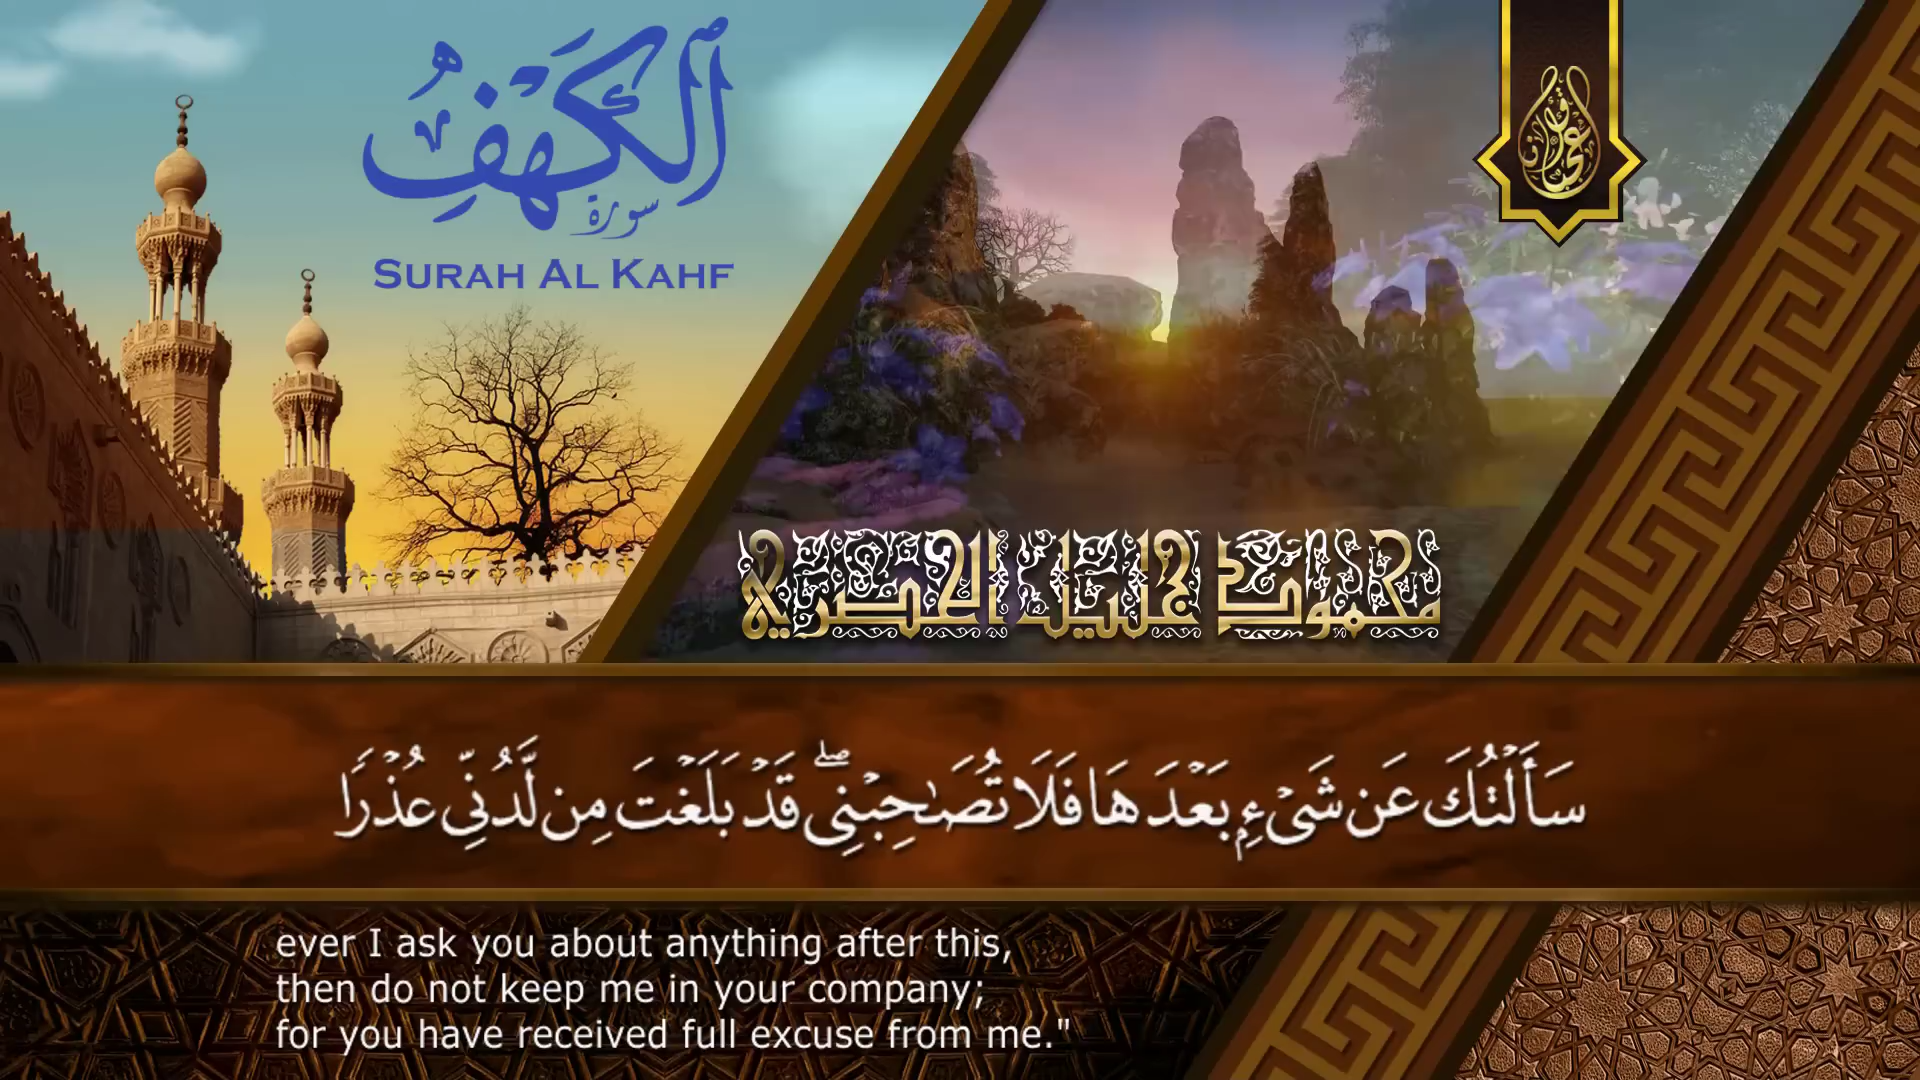 الكهف
سورة
SURAH AL KAHF
محمود خليل الحصري
سَأَلْتُكَ عَن شَىْءٍۭ بَعْدَهَا فَلَا تُصَـٰحِبْنِى ۖ قَدْ بَلَغْتَ مِن لَّدُنِّى عُذْرًا
ever I ask you about anything after this,
then do not keep me in your company;
for you have received full excuse from me."